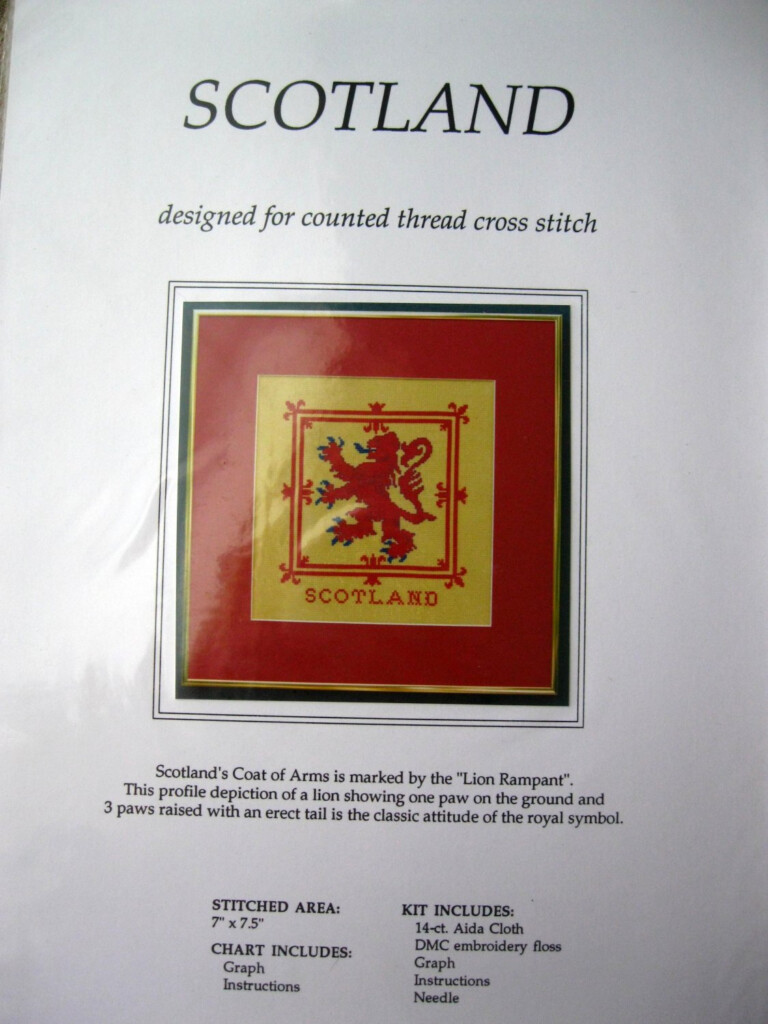 SCOTLAND
designed for counted thread cross stitch
SCOTLAND
Scotland's Coat of Arms is marked by the "Lion Rampant".
This profile depiction of a lion showing one paw on the ground and
3 paws raised with an erect tail is the classic attitude of the royal symbol.
STITCHED AREA:
7" x 7.5"
CHART INCLUDES:
Graph
Instructions
KIT INCLUDES:
14-ct. Aida Cloth
DMC embroidery floss
Graph
Instructions
Needle